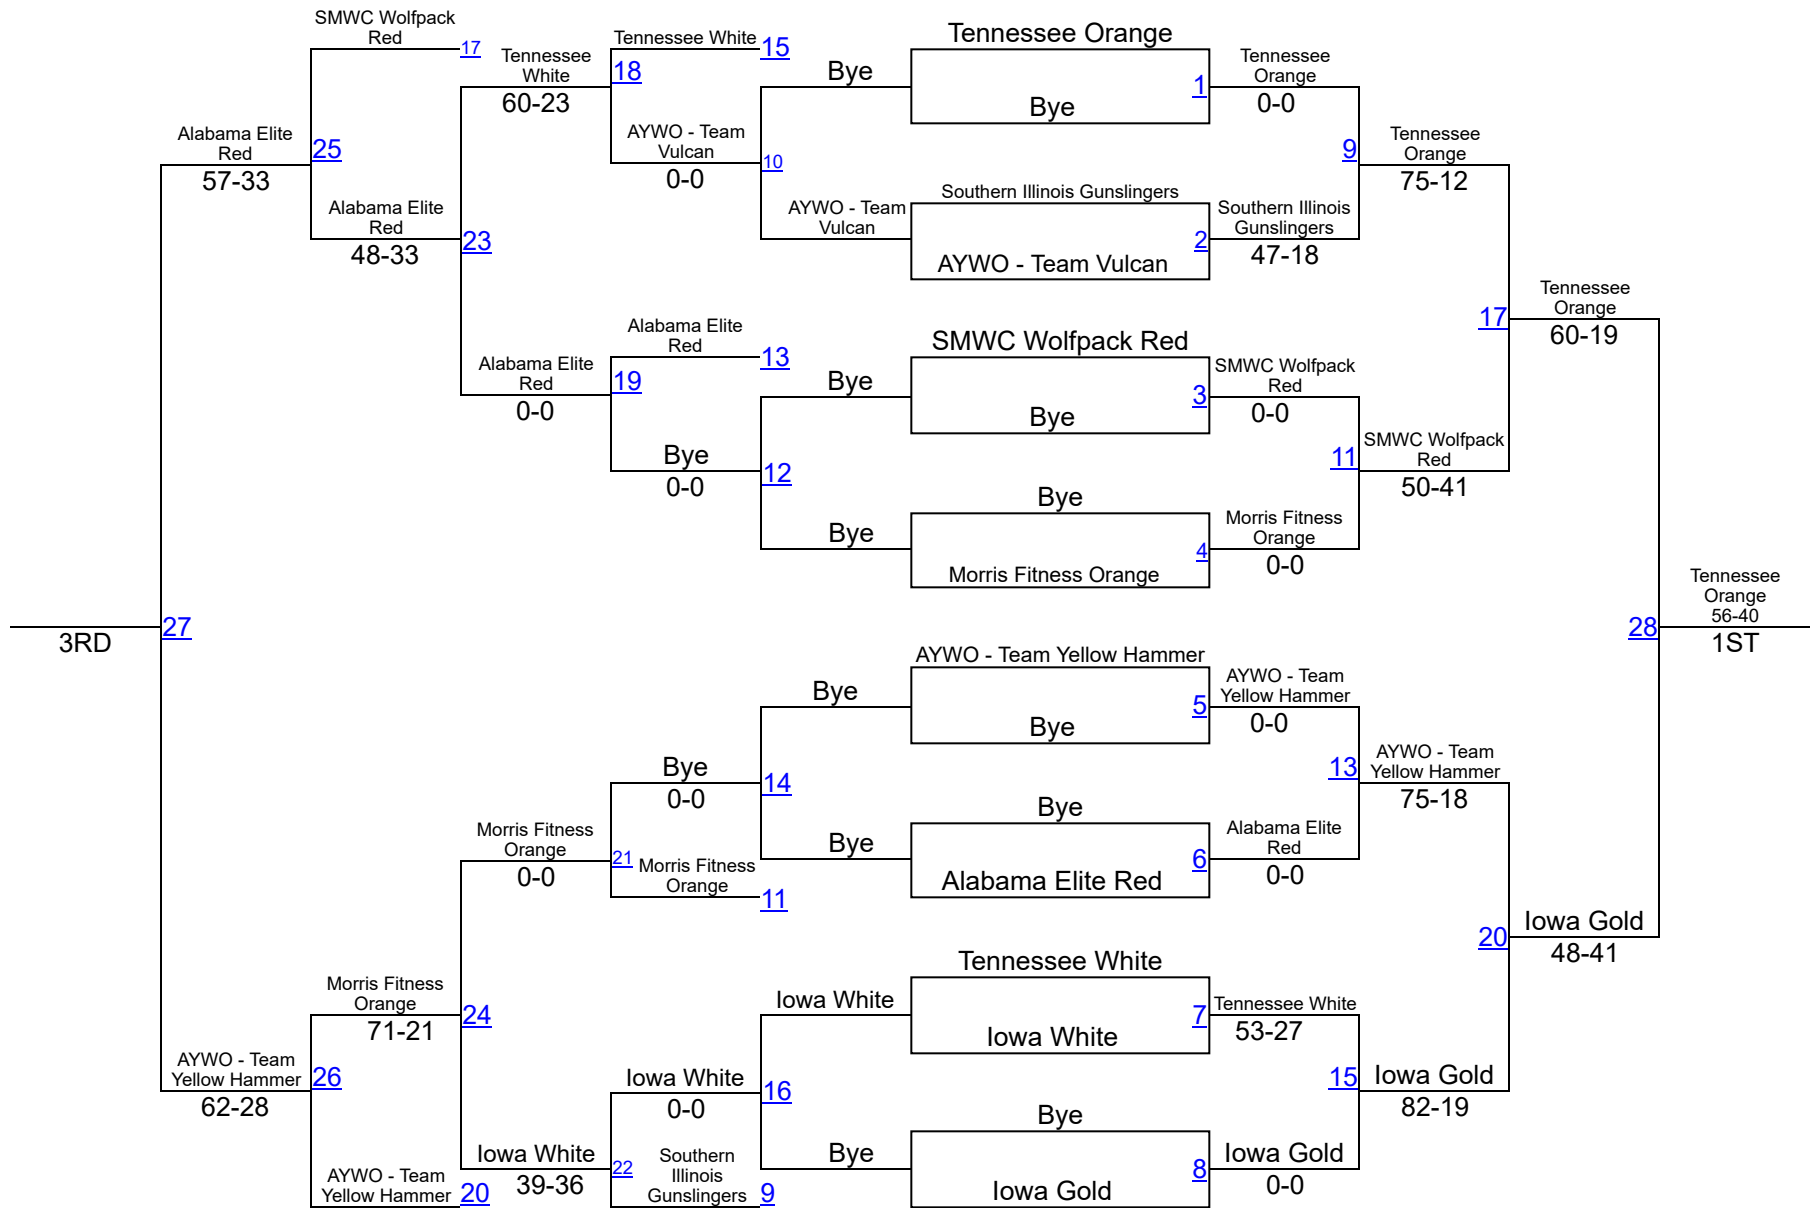 SMWC Wolfpack
Red
17
Tennessee
White
18
60-23
Tennessee White
15
AYWO - Team
Vulcan
0-0
10
Bye
Tennessee Orange
Bye
1
Tennessee
Orange
0-0
Alabama Elite
Red
25
57-33
Alabama Elite
Red
48-33
23
AYWO - Team
Vulcan
Southern Illinois Gunslingers
AYWO - Team Vulcan
2
Southern Illinois
Gunslingers
47-18
9
Tennessee
Orange
75-12
Alabama Elite
Red
0-0
19
Alabama Elite
Red
13
Bye
0-0
12
Bye
SMWC Wolfpack Red
Bye
3
SMWC Wolfpack
Red
0-0
11
SMWC Wolfpack
Red
50-41
17
Tennessee
Orange
60-19
Bye
Bye
Morris Fitness Orange
4
Morris Fitness
Orange
0-0
3RD
27
28
Tennessee
Orange
56-40
1ST
Bye
AYWO - Team Yellow Hammer
Bye
5
AYWO - Team
Yellow Hammer
0-0
Bye
0-0
14
13
AYWO - Team
Yellow Hammer
75-18
Morris Fitness
Orange
0-0
21
Morris Fitness
Orange
11
Bye
Bye
Alabama Elite Red
6
Alabama Elite
Red
0-0
20
Iowa Gold
48-41
Morris Fitness
Orange
71-21
24
Iowa White
Tennessee White
Iowa White
7
Tennessee White
53-27
AYWO - Team
Yellow Hammer
62-28
26
Iowa White
0-0
16
15
Iowa Gold
82-19
AYWO - Team
Yellow Hammer
20
Iowa White
39-36
22
Southern
Illinois
Gunslingers
9
Bye
Bye
Iowa Gold
8
Iowa Gold
0-0